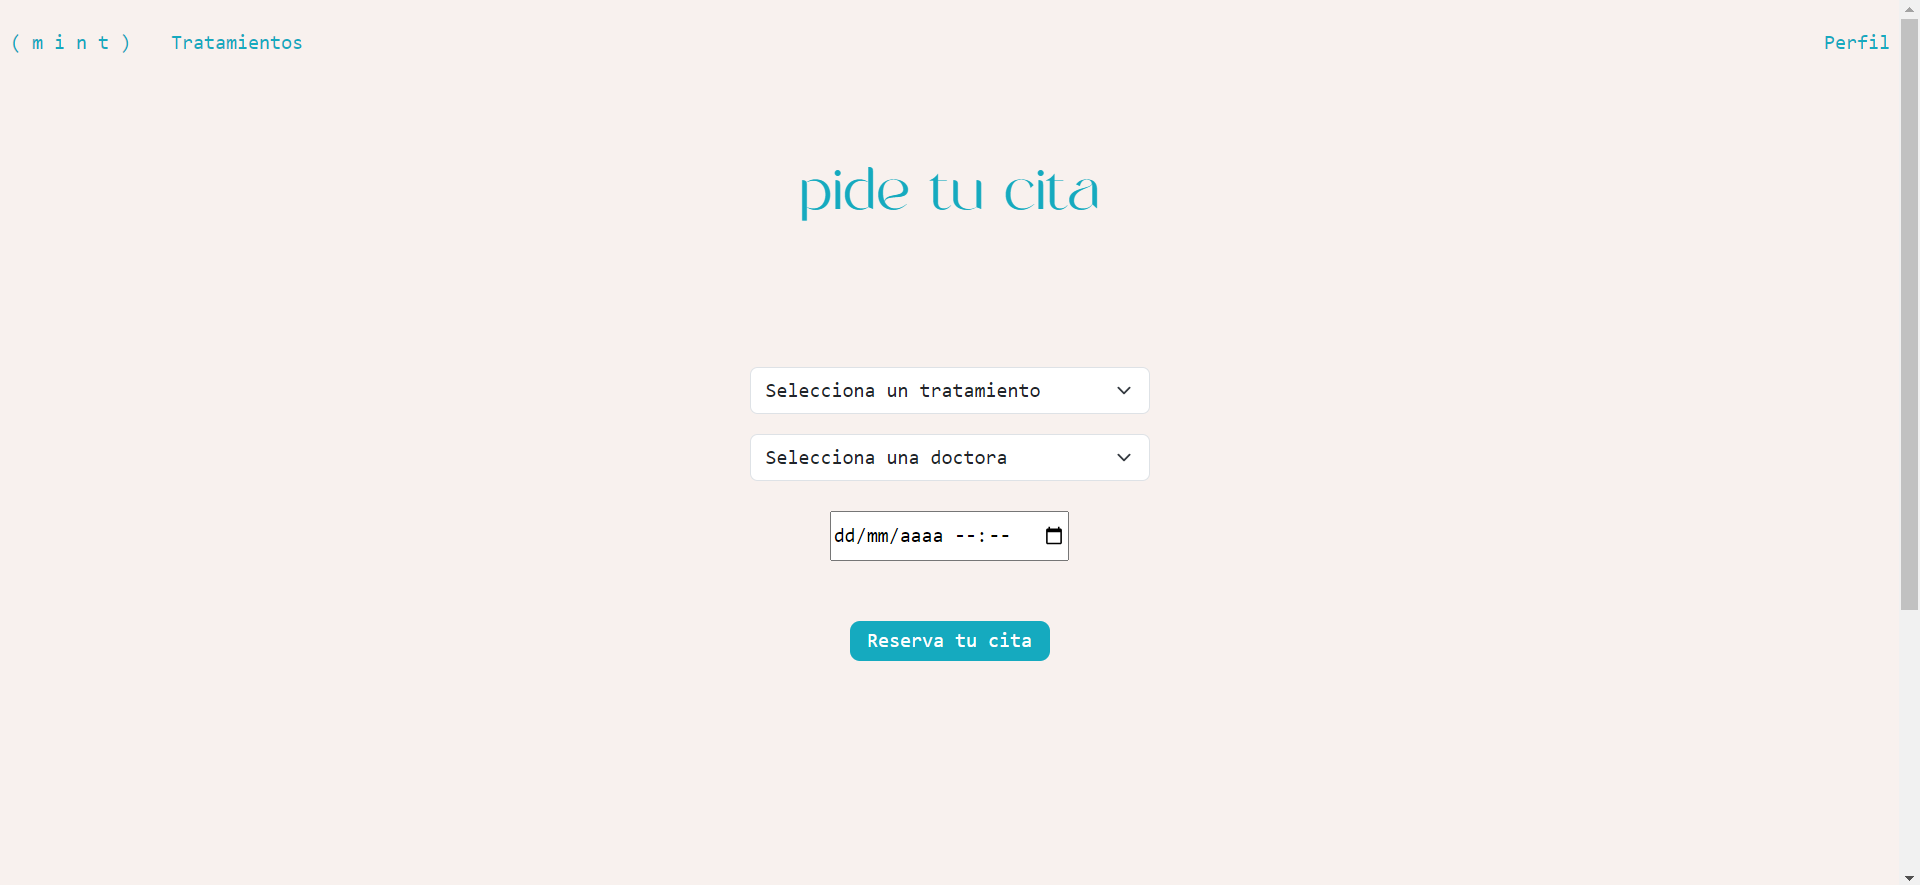 ( m i n t ) Tratamientos Perfil
pide tu cita
Selecciona un tratamiento
Selecciona una doctora
dd/mm/aaaa --:--
Reserva tu cita